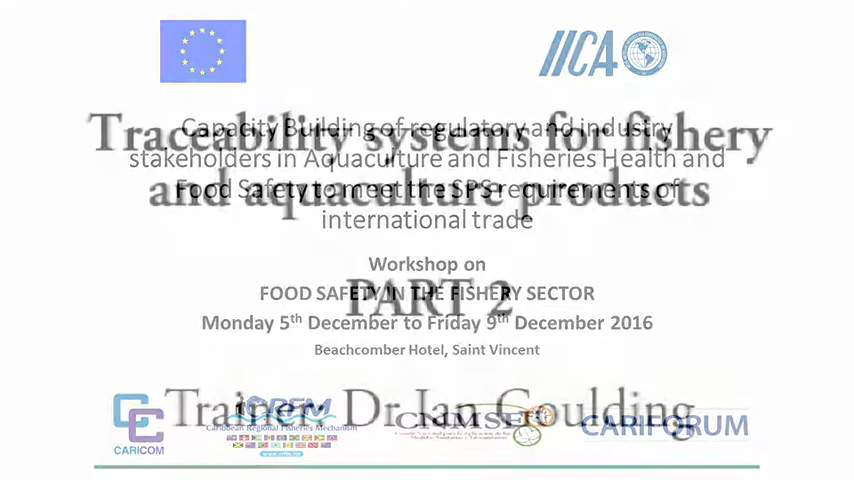 IICA
Traceability systems for fishery
and aquaculture products
PART 2
Trainer Dr Ian Goulding
Capacity Building of regulatory and industry
stakeholders in Aquaculture and Fisheries Health and
Food Safety to meet the SPS requirements of
international trade
Workshop on
FOOD SAFETY IN THE FISHERY SECTOR
Monday 5th December to Friday 9th December 2016
Beachcomber Hotel, Saint Vincent
CARICOM
CRFM
Caribbean Regional Fisheries Mechanism
CNMSF
CARIFORUM